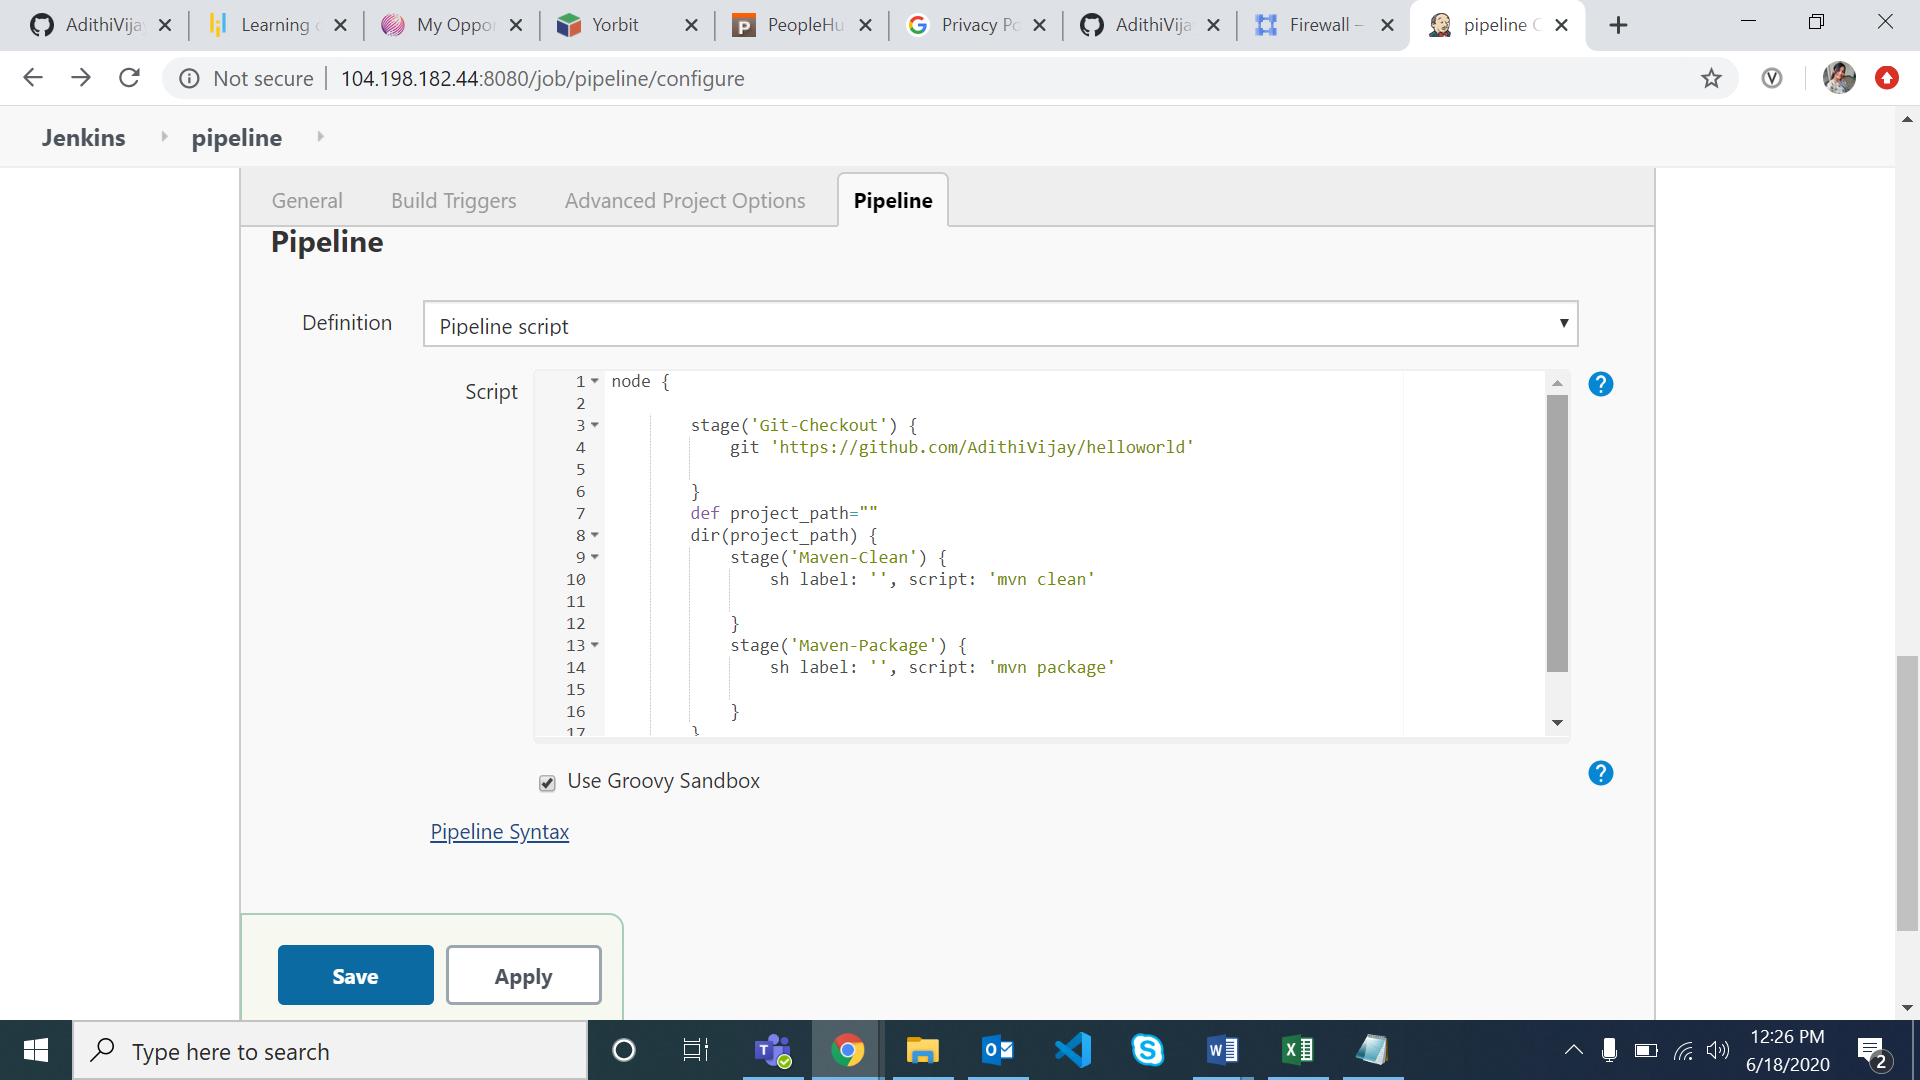 AdithiVija
Learning
My Oppo
Yorbit
PeopleHu
Privacy Po
AdithiVija
Firewall –
pipeline C
Not secure
104.198.182.44:8080/job/pipeline/configure
Jenkins
pipeline
General
Build Triggers
Advanced Project Options
Pipeline
Pipeline
Definition
Pipeline script
Script
1 node {
2
3 stage('Git-Checkout') {
4 git 'https://github.com/AdithiVijay/helloworld'
5
6 }
7 def project_path=""
8 dir(project_path) {
9 stage('Maven-Clean') {
10 sh label: '', script: 'mvn clean'
11
12 }
13 stage('Maven-Package') {
14 sh label: '', script: 'mvn package'
15
16 }
17 }
Use Groovy Sandbox
Pipeline Syntax
Save
Apply
Type here to search
12:26 PM
6/18/2020
2